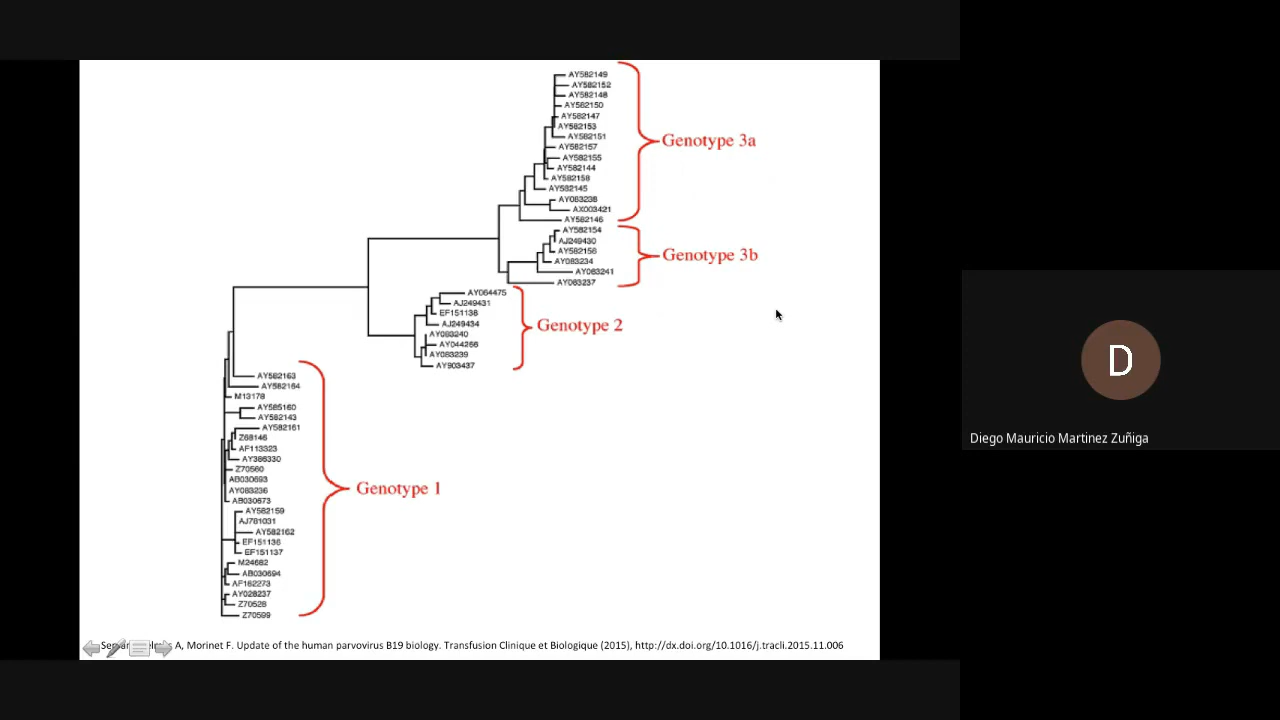 AY582149
AY582152
AY582148
AY582150
AY582147
AY582153
AY582151
AY582157
AY582155
AY582144
AY582158
AY582145
AY083238
AX003421
AY582146
Genotype 3a
AY582154
AJ249430
AY582156
AY083234
AY083241
AY083237
Genotype 3b
AY064475
AJ249431
EF151138
AJ249434
AY083240
AY044266
AY083239
AY903437
Genotype 2
AY582163
AY582164
M13178
AY585160
AY582143
AY582161
Z68146
AF113323
AY386330
Z70560
AB030693
AY083236
AB030673
AY582159
AJ781031
AY582162
EF151136
EF151137
M24682
AB030694
AF162273
AY028237
Z70528
Z70599
Genotype 1
A, Morinet F. Update of the human parvovirus B19 biology. Transfusion Clinique et Biologique (2015), http://dx.doi.org/10.1016/j.tracli.2015.11.006
D
Diego Mauricio Martinez Zuñiga